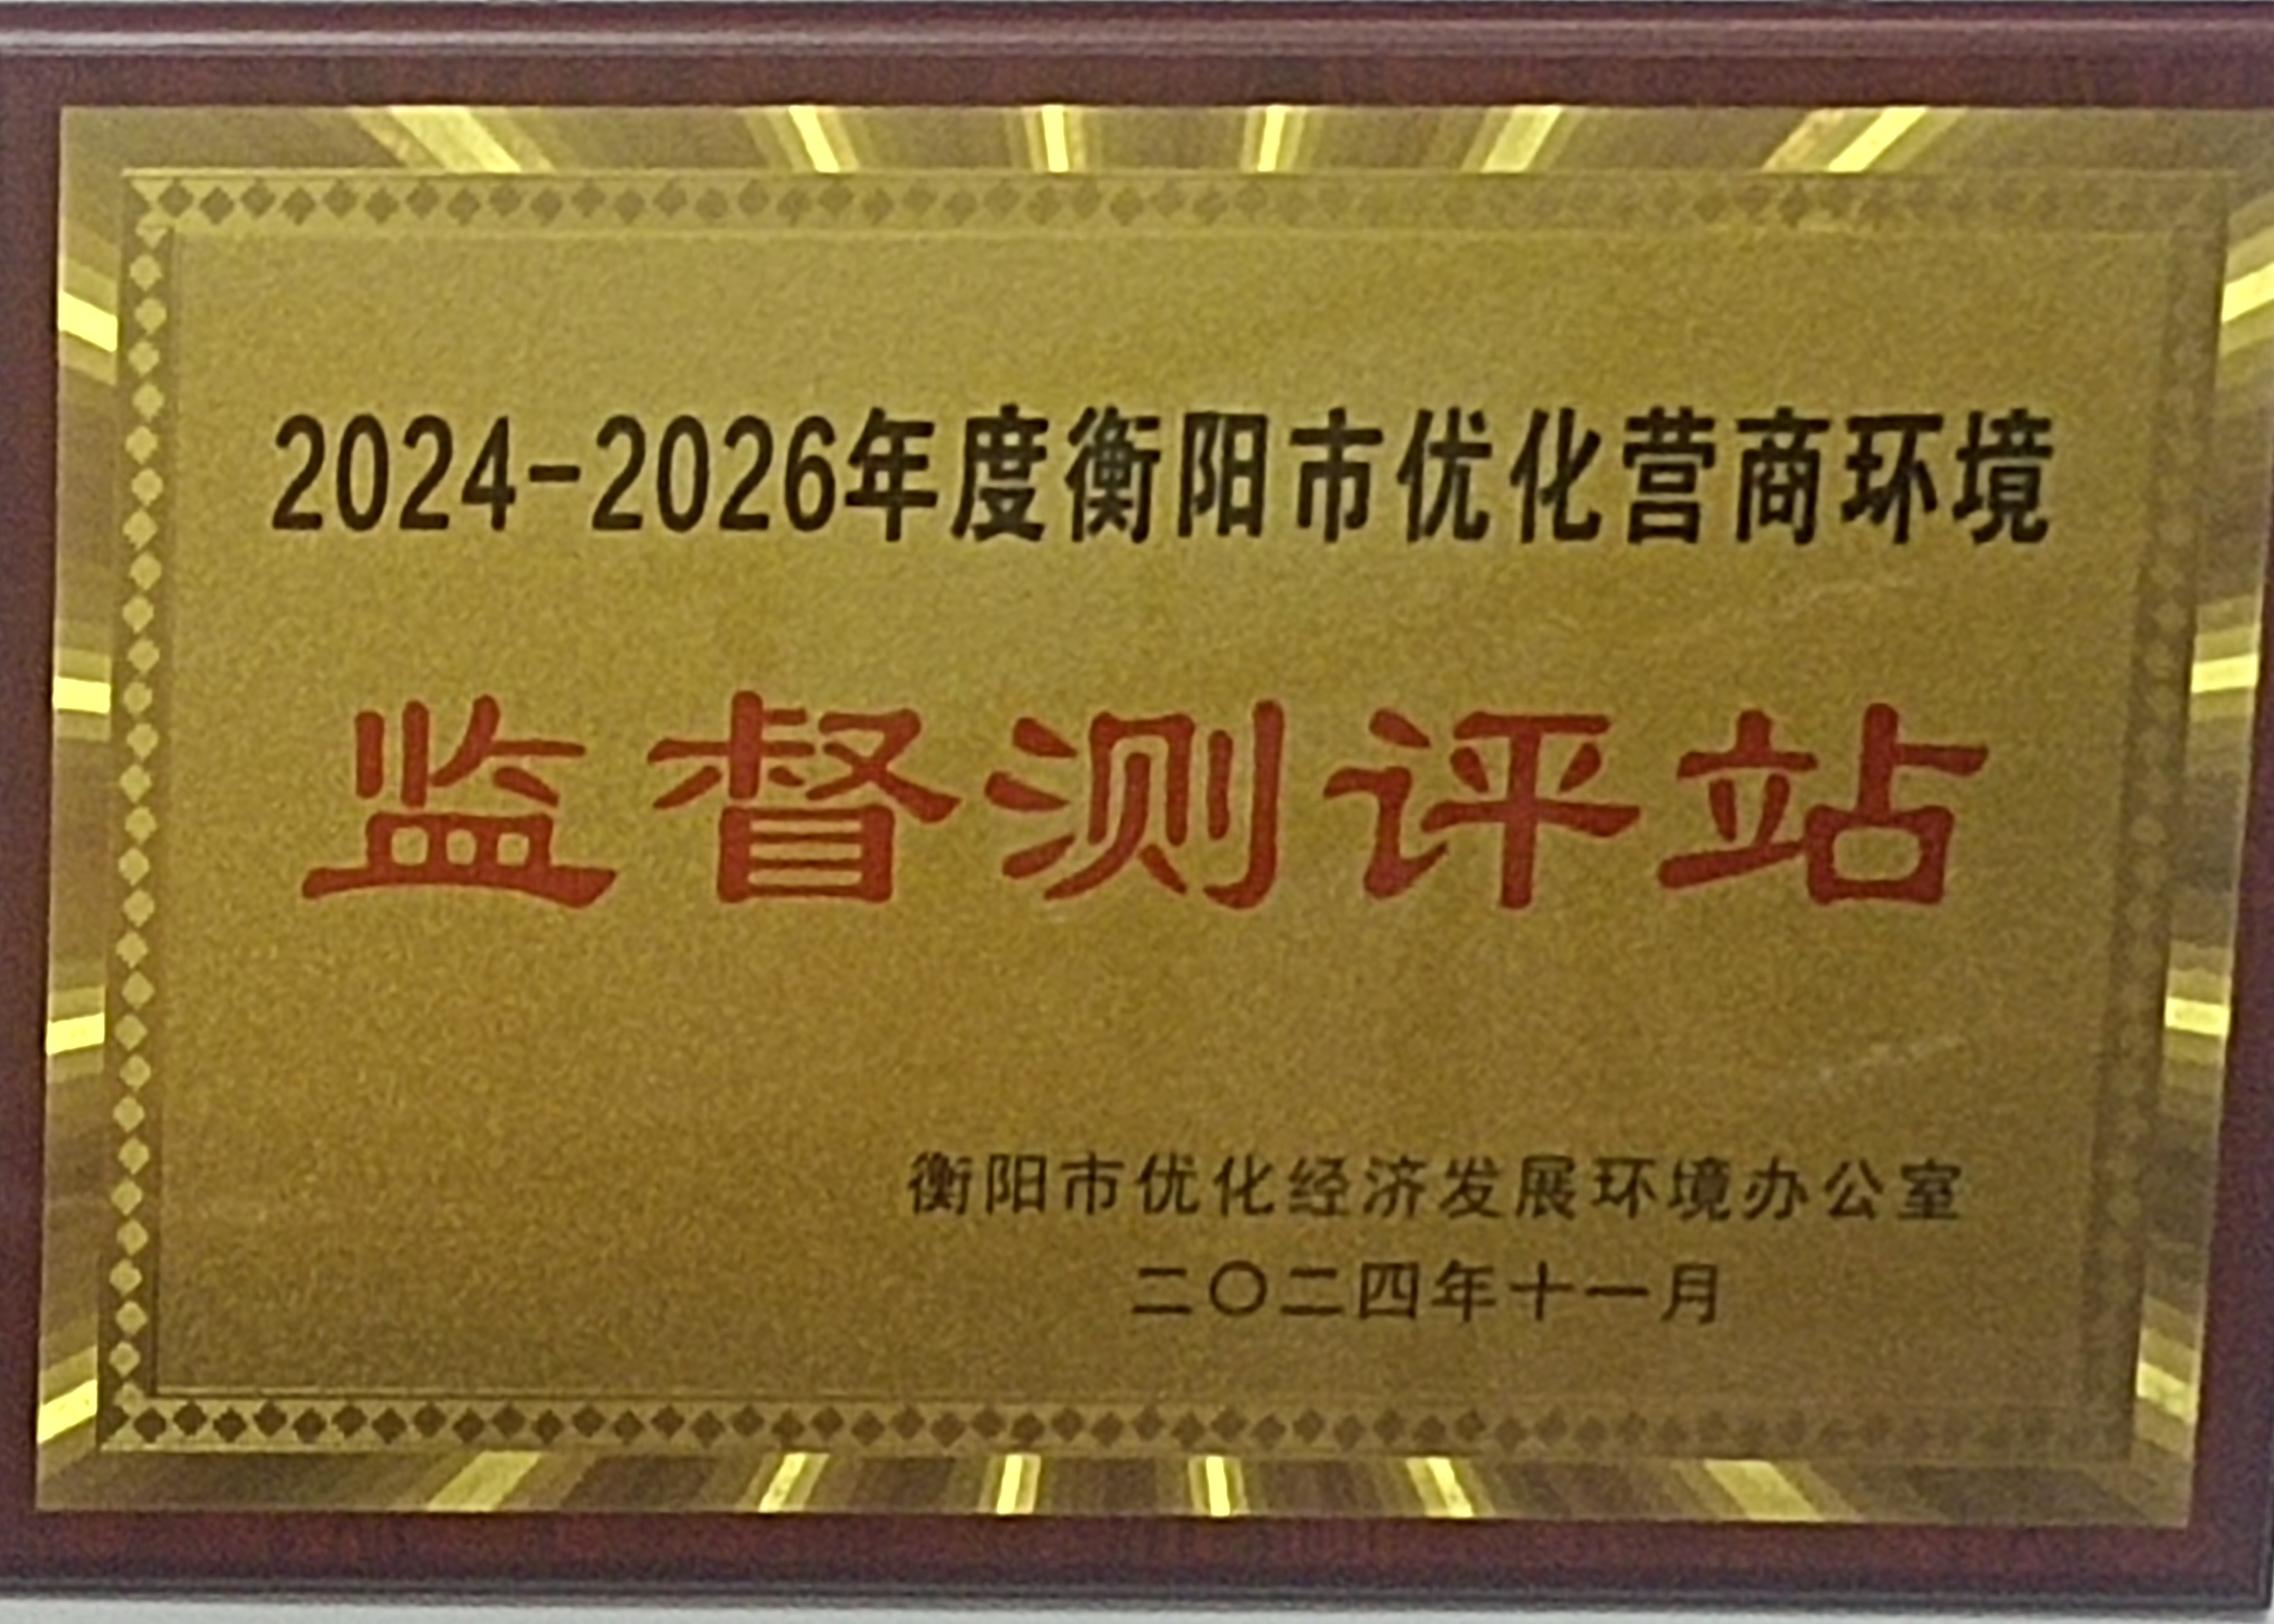 2024-2026年度衡阳市优化营商环境
监督测评站
衡阳市优化经济发展环境办公室
二〇二四年十一月